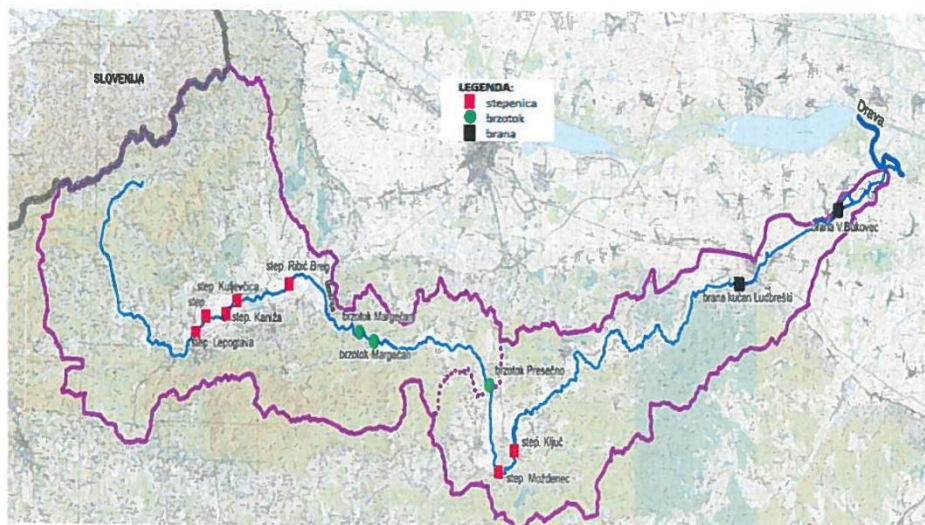 SLOVENIJA
LEGENDA:
stepenica
brzotok
brana
Drava
brana V.Bukovec
step. Ribić Breg
step. Kuljevčica
step.
step. Kaniža
step. Lepoglava
brzotok Margečan
brzotok Margečan
brana kućan Ludbreški
brzotok Presečno
step. Ključ
step. Možđenec